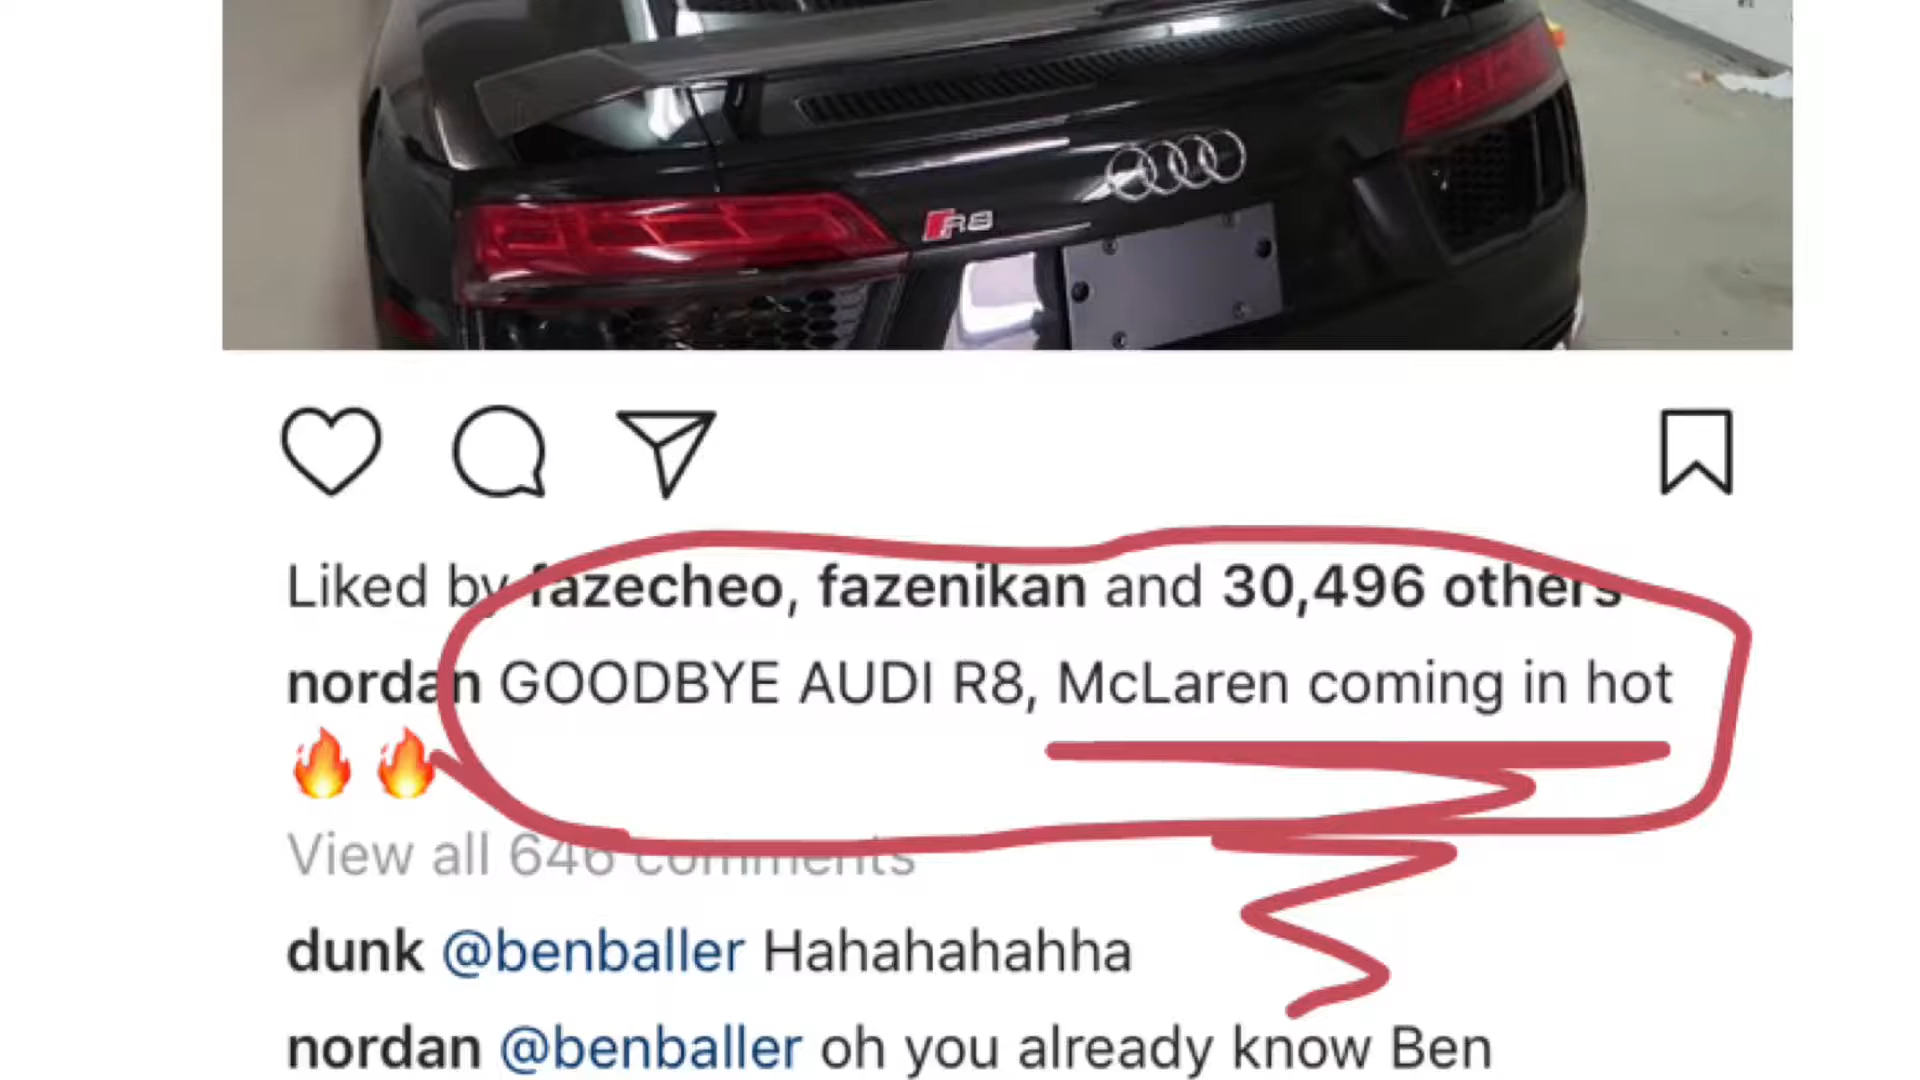 R8
Liked by fazecheo, fazenikan and 30,496 others
nordan GOODBYE AUDI R8, McLaren coming in hot
🔥 🔥
View all 646 comments
dunk @benballer Hahahahahha
nordan @benballer oh you already know Ben